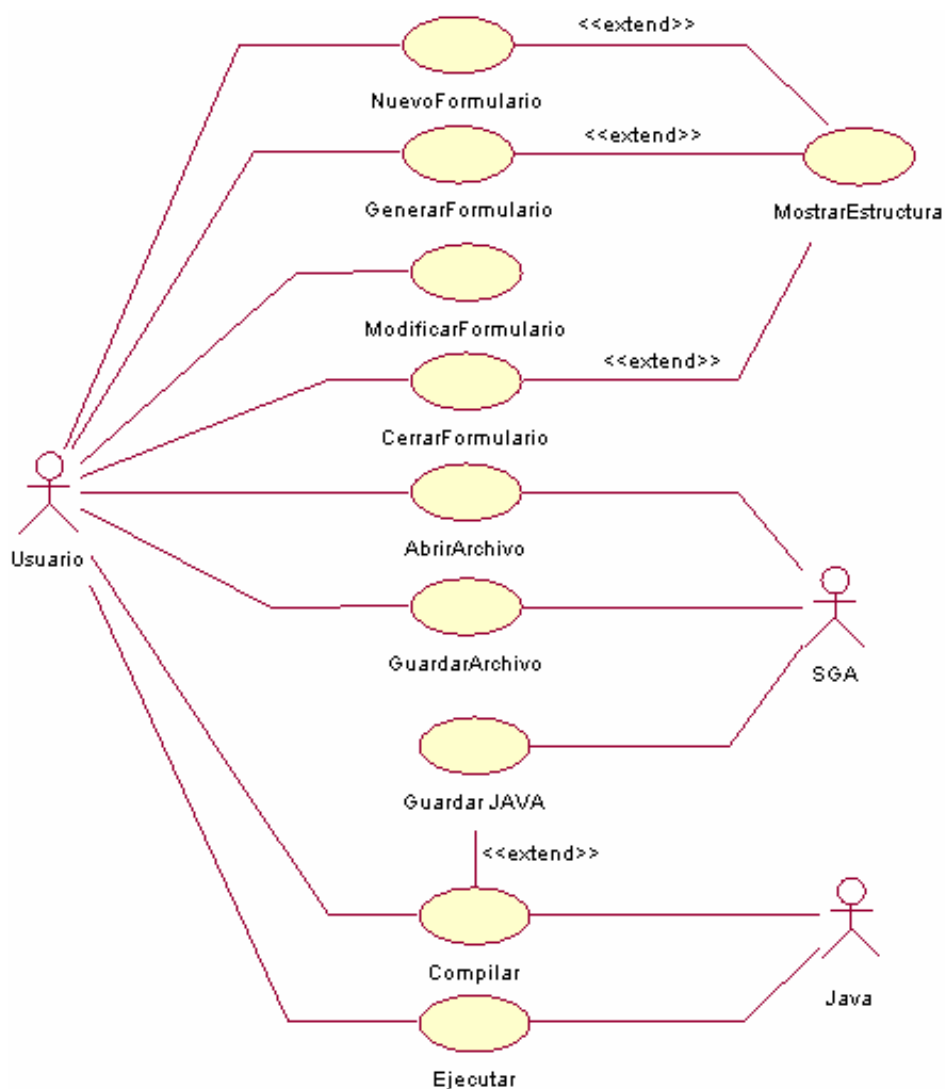 <<extend>>
NuevoFormulario
<<extend>>
GenerarFormulario
MostrarEstructura
ModificarFormulario
<<extend>>
CerrarFormulario
Usuario
AbrirArchivo
GuardarArchivo
SGA
Guardar JAVA
<<extend>>
Compilar
Java
Ejecutar